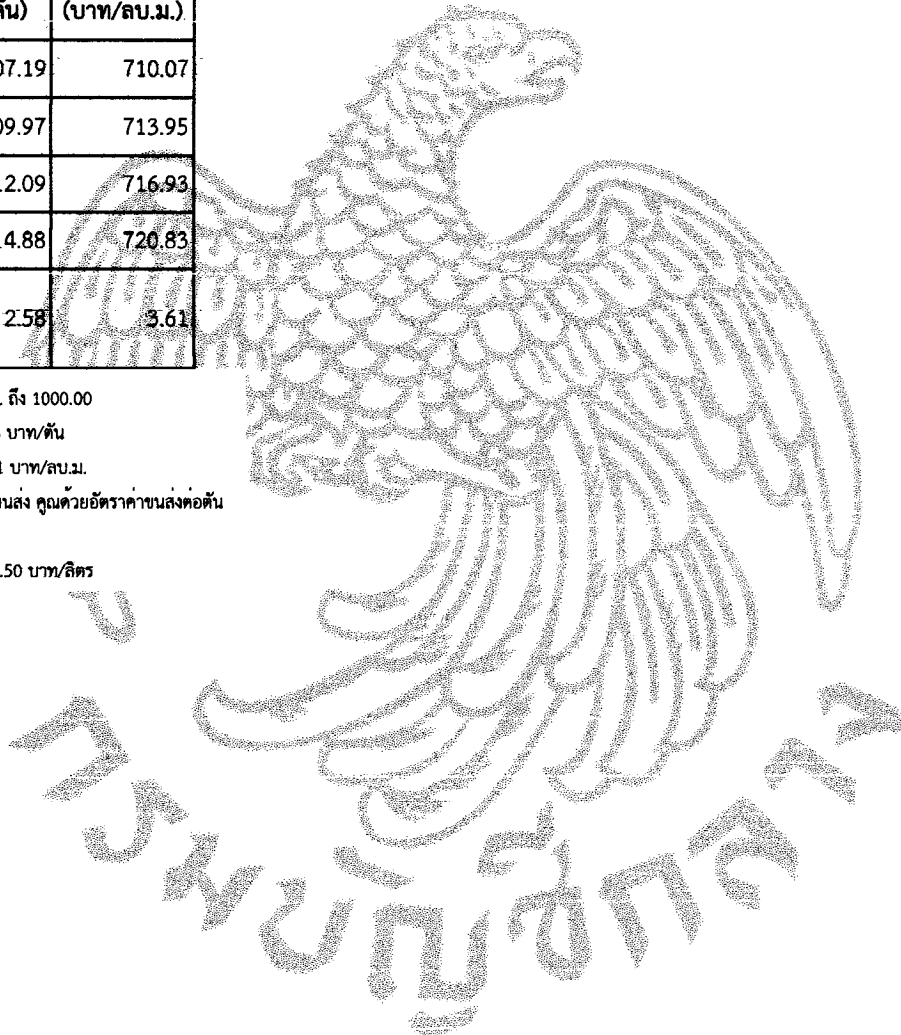 ัน) (บาท/ลบ.ม.)
07.19 710.07
09.97 713.95
12.09 716.93
4.88 720.83
2.58 3.61
. ถึง 1000.00
บาท/ตัน
1 บาท/ลบ.ม.
นส่ง คูณด้วยอัตราค่าขนส่งต่อตัน
.50 บาท/ลิตร
กรมบัญชีกลาง